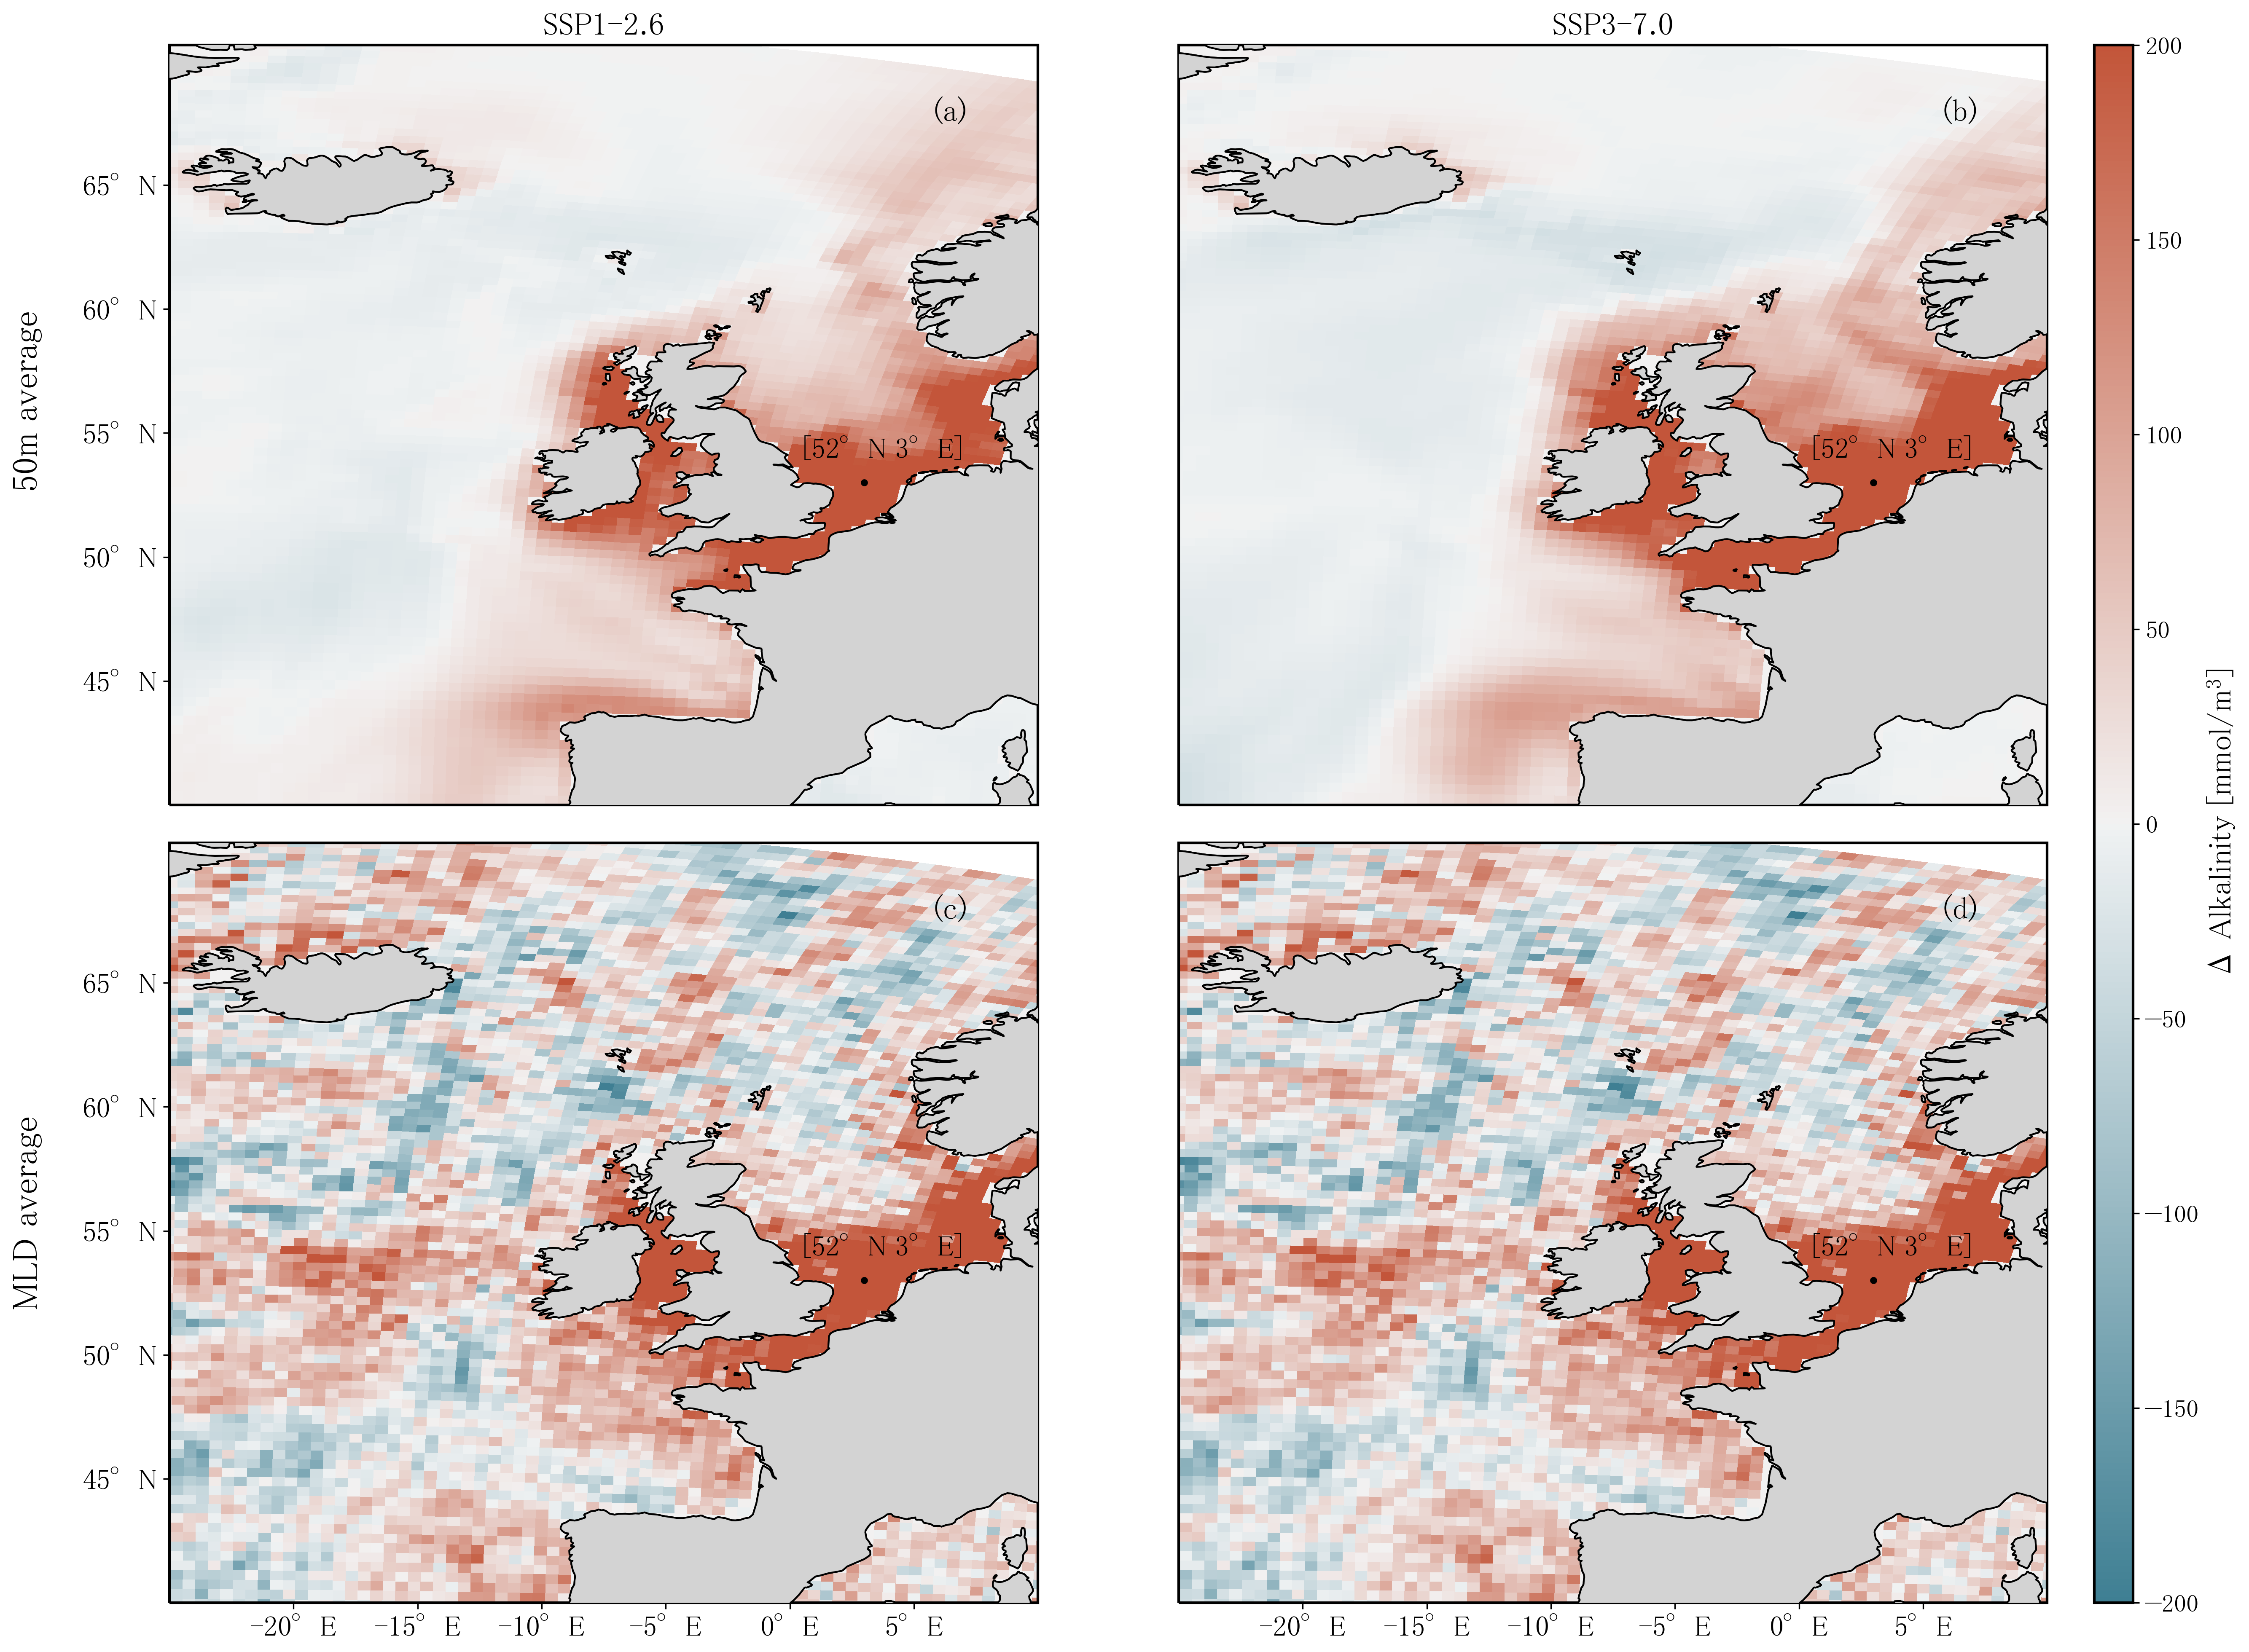 SSP1-2.6
SSP3-7.0
50m average
65° N
60° N
55° N
50° N
45° N
(a)
[52° N 3° E]
(b)
[52° N 3° E]
MLD average
65° N
60° N
55° N
50° N
45° N
(c)
[52° N 3° E]
(d)
[52° N 3° E]
-20° E -15° E -10° E -5° E 0° E 5° E
-20° E -15° E -10° E -5° E 0° E 5° E
200
150
100
50
0
−50
−100
−150
−200
Δ Alkalinity [mmol/m³]